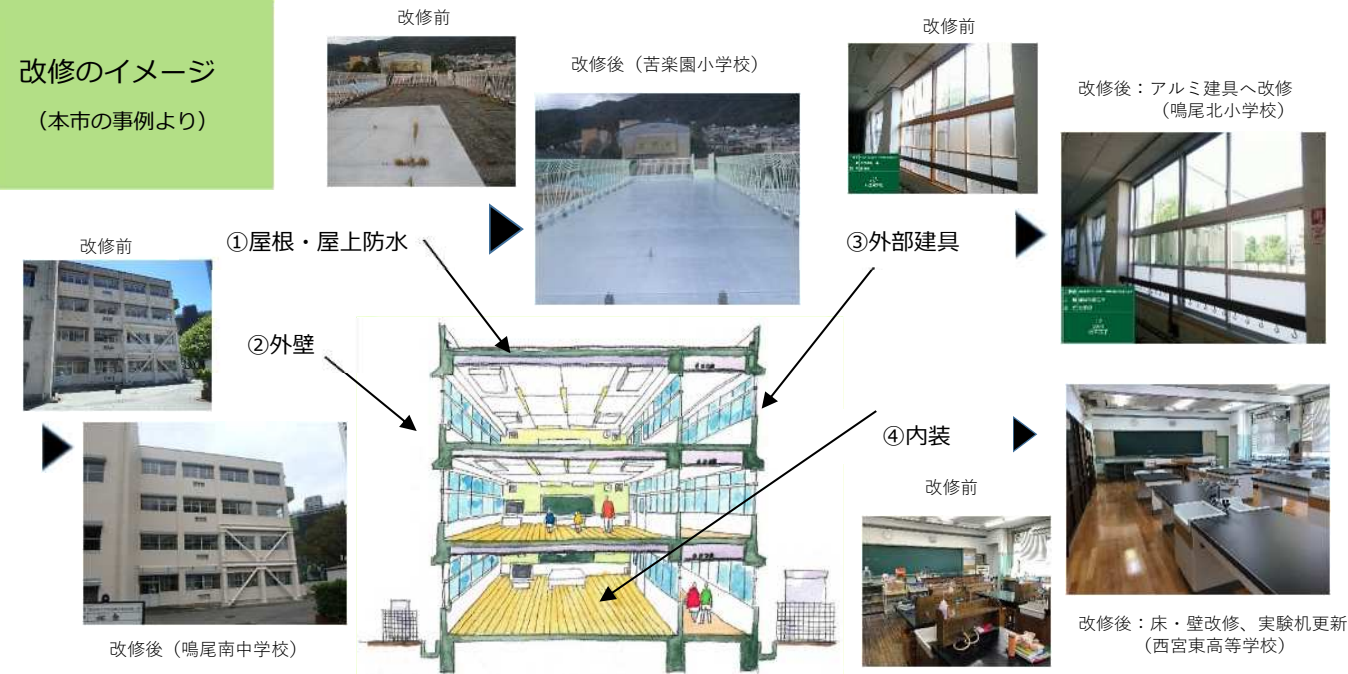 改修のイメージ
（本市の事例より）
改修前
改修後（苦楽園小学校）
改修前
改修後：アルミ建具へ改修
（鳴尾北小学校）
①屋根・屋上防水
③外部建具
改修前
②外壁
④内装
改修前
改修後（鳴尾南中学校）
改修後：床・壁改修、実験机更新
（西宮東高等学校）